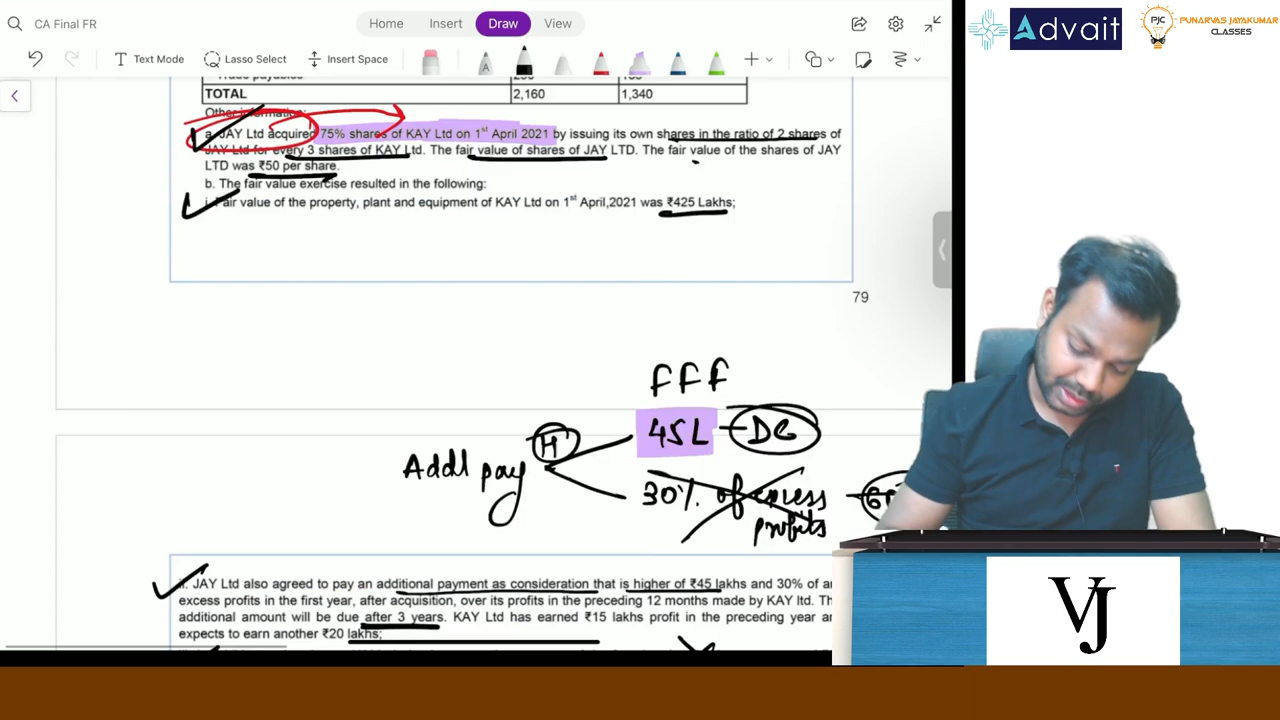 CA Final FR
Home Insert Draw View
Advait
PJC PUNARVAS JAYAKUMAR CLASSES
Text Mode Lasso Select Insert Space
TOTAL 2,160 1,340
Other information:
a. JAY Ltd acquired 75% shares of KAY Ltd on 1st April 2021 by issuing its own shares in the ratio of 2 shares of
JAY Ltd for every 3 shares of KAY Ltd. The fair value of shares of JAY LTD. The fair value of the shares of JAY
LTD was ₹50 per share.
b. The fair value exercise resulted in the following:
i. Fair value of the property, plant and equipment of KAY Ltd on 1st April,2021 was ₹425 Lakhs;
79
fff
45L - DC
Addl pay H
30% of excess
profits
ii. JAY Ltd also agreed to pay an additional payment as consideration that is higher of ₹45 lakhs and 30% of
excess profits in the first year, after acquisition, over its profits in the preceding 12 months made by KAY ltd.
additional amount will be due after 3 years. KAY Ltd has earned ₹15 lakhs profit in the preceding year
expects to earn another ₹20 lakhs;
VJ